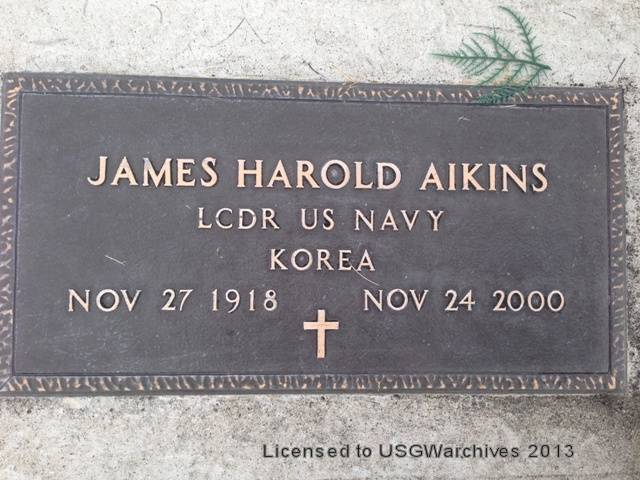 JAMES HAROLD AIKINS
LCDR US NAVY
KOREA
NOV 27 1918 NOV 24 2000
Licensed to USGWarchives 2013